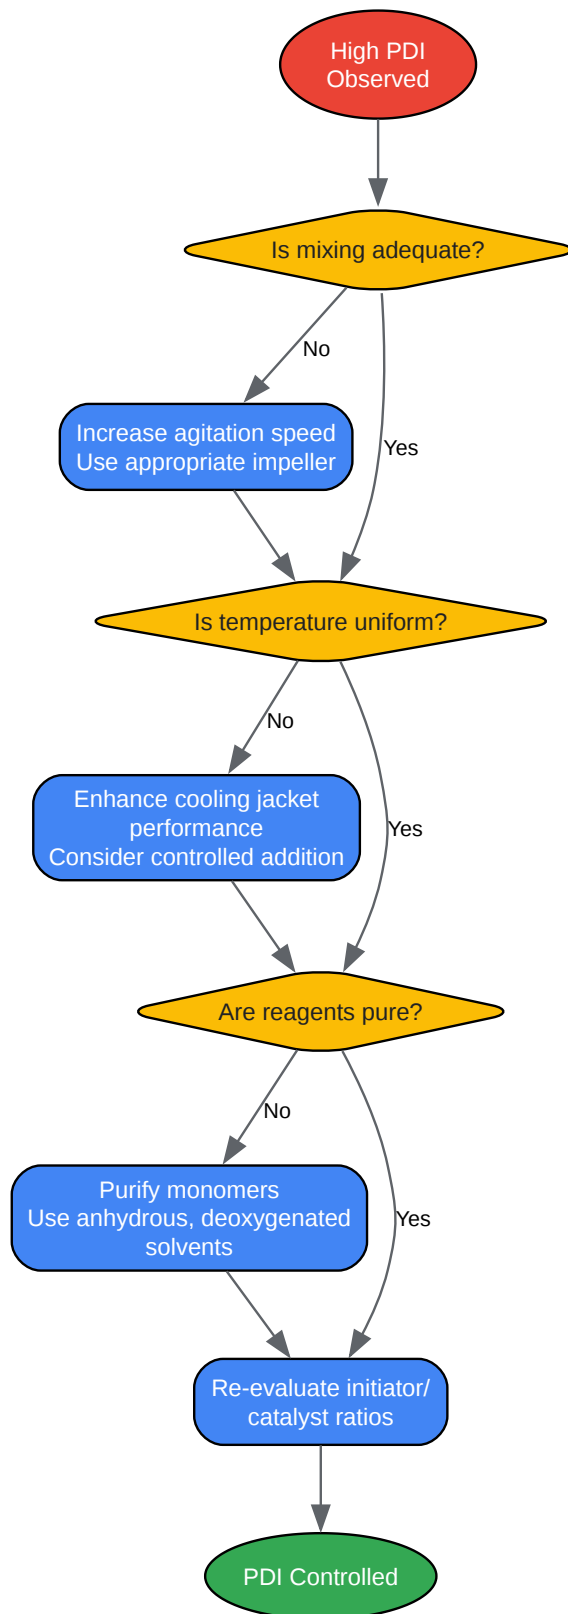 High PDI
Observed
Is mixing adequate?
No
Increase agitation speed
Use appropriate impeller
Yes
Is temperature uniform?
No
Enhance cooling jacket
performance
Consider controlled addition
Yes
Are reagents pure?
No
Purify monomers
Use anhydrous, deoxygenated
solvents
Yes
Re-evaluate initiator/
catalyst ratios
PDI Controlled